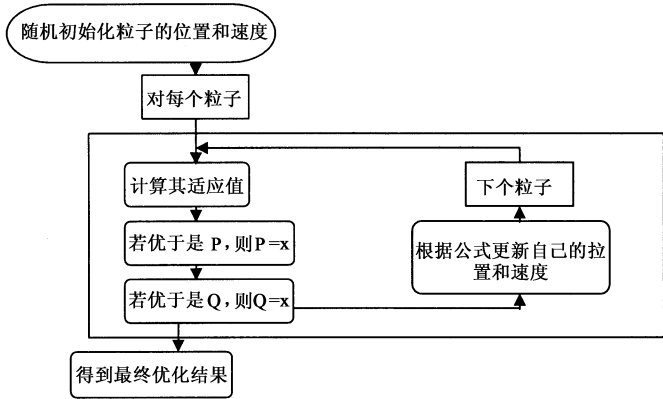 随机初始化粒子的位置和速度
对每个粒子
计算其适应值
下个粒子
若优于是 P，则P=x
根据公式更新自己的拉
置和速度
若优于是Q，则Q=x
得到最终优化结果